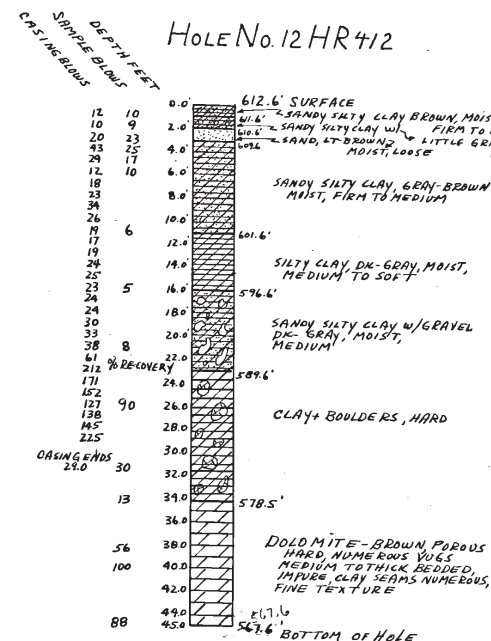 HOLE No. 12 HR 412
CASING BLOWS
SAMPLE BLOWS
DEPTH FEET
0.0' 612.6' SURFACE
12 10 611.6' SANDY SILTY CLAY BROWN, MOIS
FIRM TO
10 9 2.0' 610.6' SANDY SILTY CLAY W/ LITTLE GR
20 23 609.6 SAND, LT-BROWN,
MOIST, LOOSE
43 25 4.0'
29 17
12 10 6.0'
18 SANDY SILTY CLAY, GRAY-BROWN
23 8.0' MOIST, FIRM TO MEDIUM
34
26 10.0'
19 6 601.6'
17 12.0'
19
24 14.0' SILTY CLAY, DK-GRAY, MOIST,
25 MEDIUM TO SOFT
23 5 16.0' 596.6'
24
24 18.0'
30 SANDY SILTY CLAY W/GRAVEL
33 20.0' DK-GRAY, MOIST,
38 8 MEDIUM
61 22.0
212 % RECOVERY 589.6'
171 24.0
152
127 90 26.0 CLAY + BOULDERS, HARD
138
145 28.0
225
30.0
CASING ENDS
29.0 30 32.0
13 34.0 578.5'
36.0
56 38.0 DOLOMITE-BROWN, POROUS
HARD, NUMEROUS VUGS
100 40.0 MEDIUM TO THICK BEDDED,
IMPURE, CLAY SEAMS NUMEROUS,
42.0 FINE TEXTURE
44.0 567.6
88 45.0 567.6' BOTTOM OF HOLE